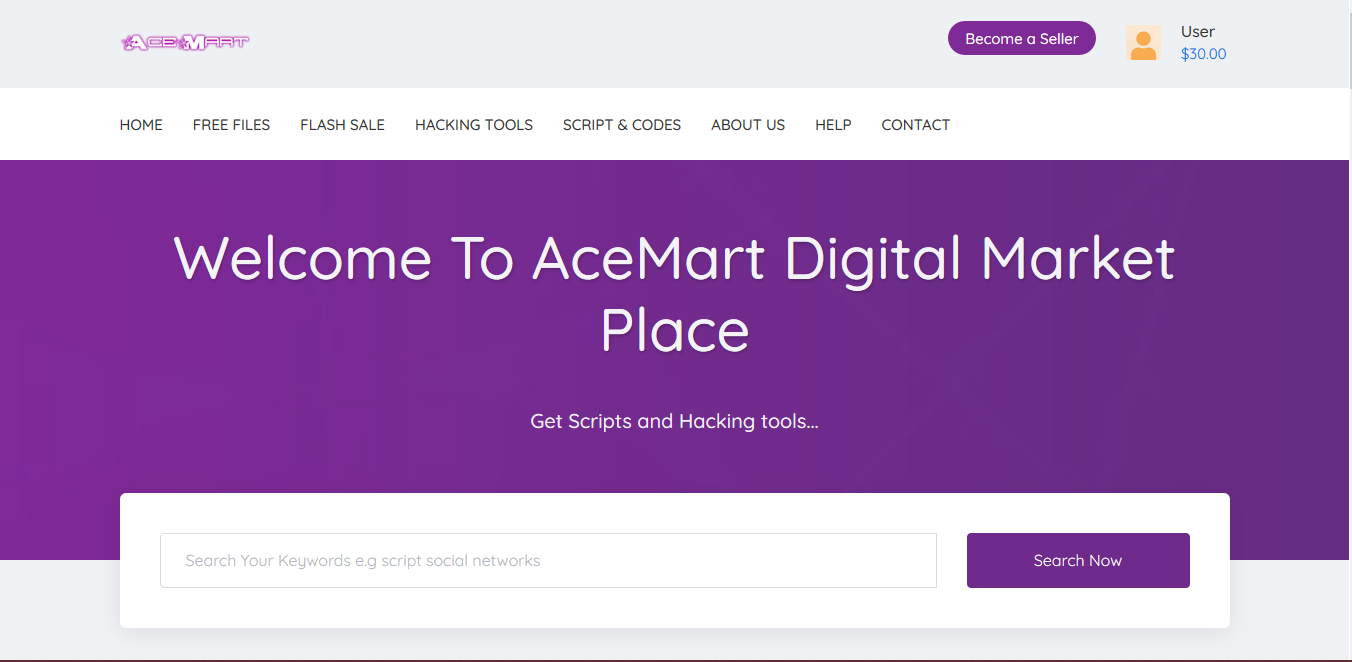 AceMart
Become a Seller
User
$30.00
HOME FREE FILES FLASH SALE HACKING TOOLS SCRIPT & CODES ABOUT US HELP CONTACT
Welcome To AceMart Digital Market
Place
Get Scripts and Hacking tools...
Search Your Keywords e.g script social networks
Search Now